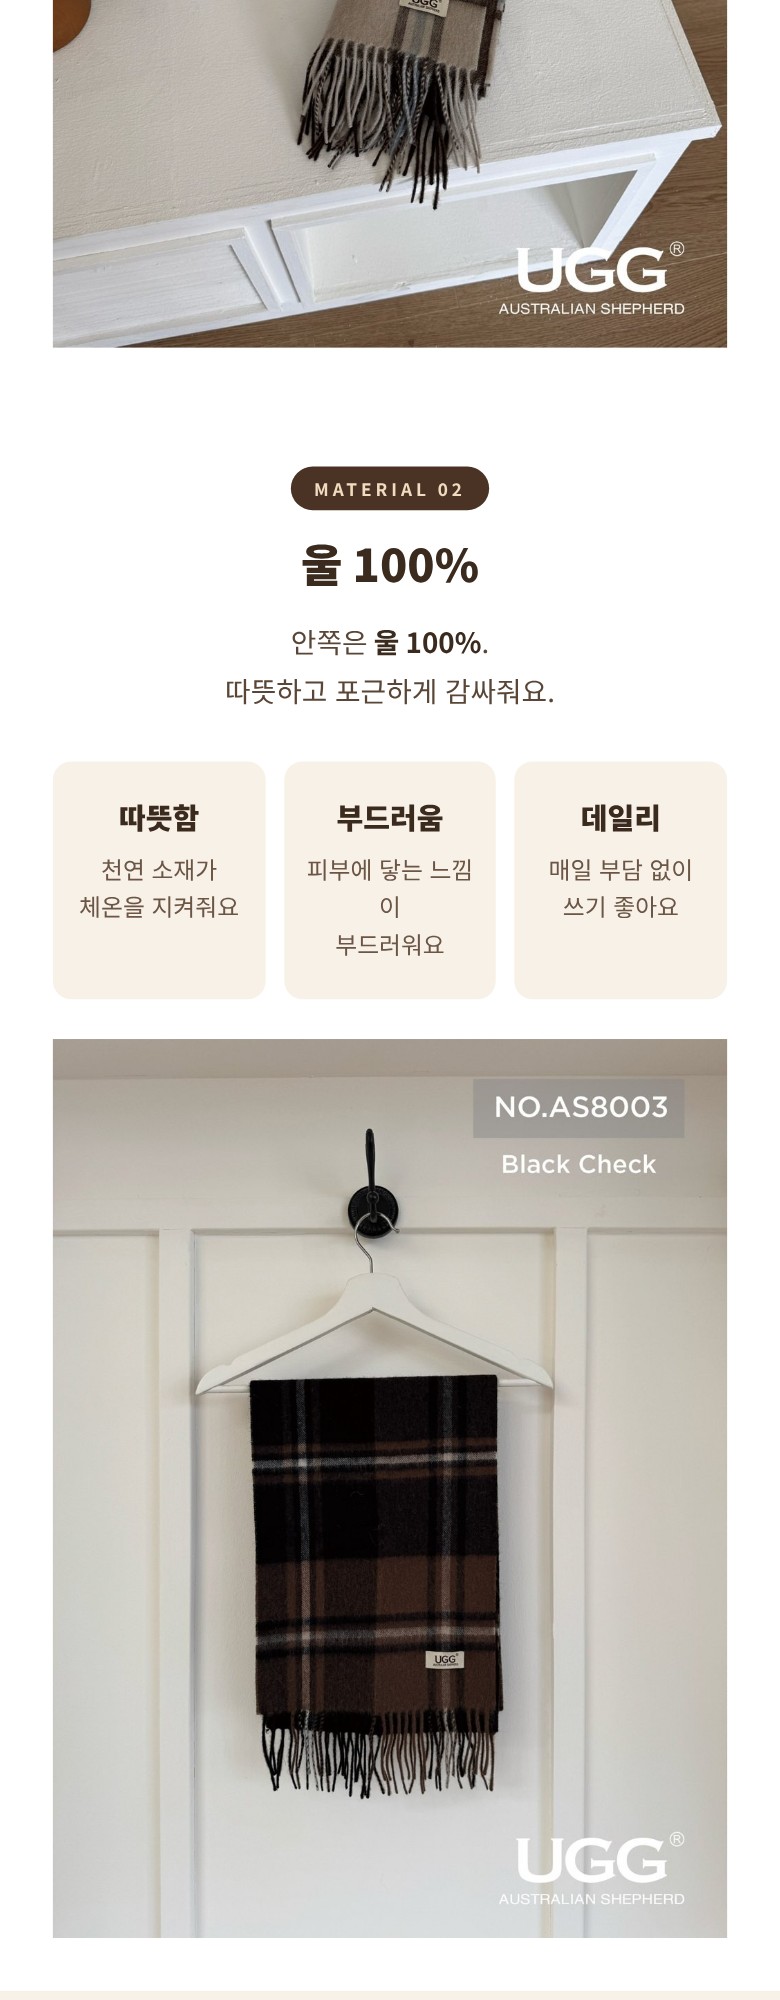 UGG
UGG®
AUSTRALIAN SHEPHERD
MATERIAL 02
울 100%
안쪽은 울 100%.
따뜻하고 포근하게 감싸줘요.
따뜻함
천연 소재가
체온을 지켜줘요
부드러움
피부에 닿는 느낌
이
부드러워요
데일리
매일 부담 없이
쓰기 좋아요
NO.AS8003
Black Check
UGG
UGG®
AUSTRALIAN SHEPHERD